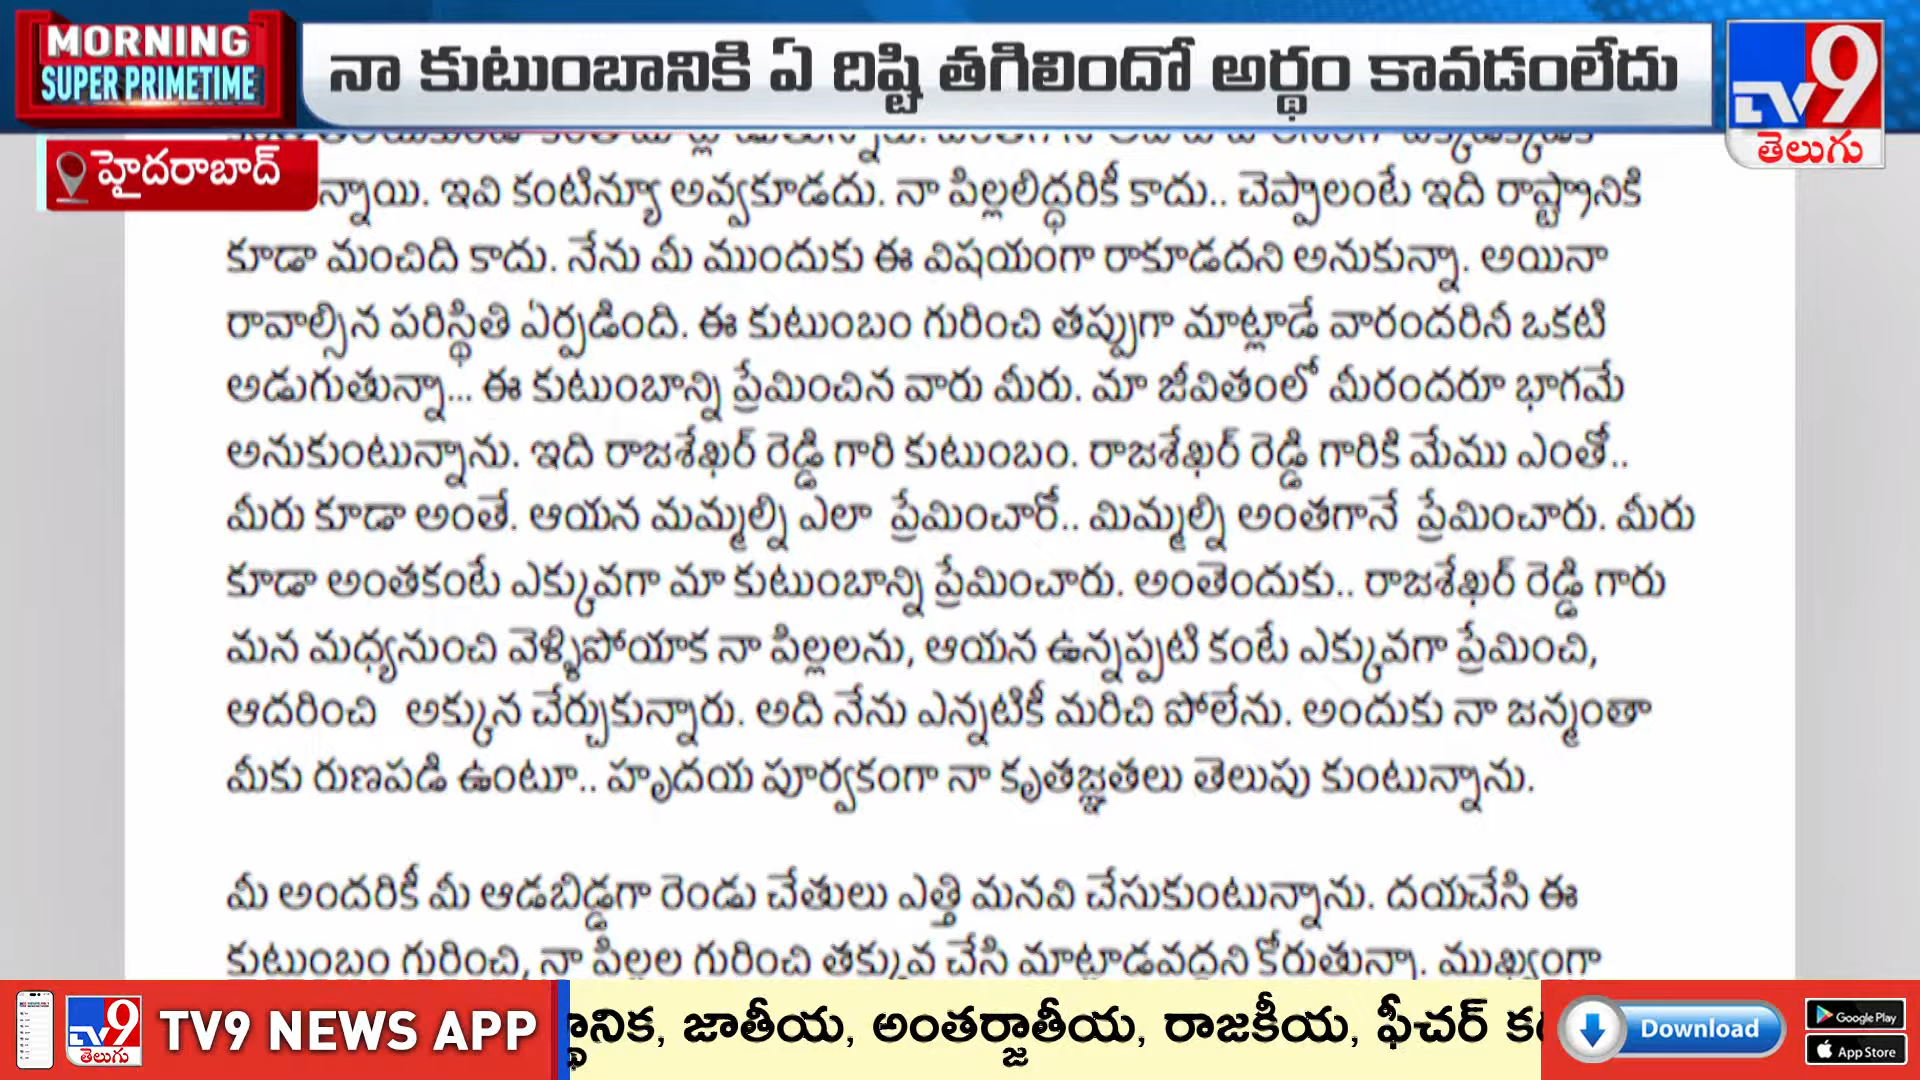 MORNING
SUPER PRIMETIME
నా కుటుంబానికి ఏ దిష్టి తగిలిందో అర్థం కావడంలేదు
TV9
తెలుగు
హైదరాబాద్
న్నాయి. ఇవి కంటిన్యూ అవ్వకూడదు. నా పిల్లలిద్ధరికీ కాదు.. చెప్పాలంటే ఇది రాష్ట్రానికి
కూడా మంచిది కాదు. నేను మీ ముందుకు ఈ విషయంగా రాకూడదని అనుకున్నా. అయినా
రావాల్సిన పరిస్థితి ఏర్పడింది. ఈ కుటుంబం గురించి తప్పుగా మాట్లాడే వారందరినీ ఒకటి
అడుగుతున్నా... ఈ కుటుంబాన్ని ప్రేమించిన వారు మీరు. మా జీవితంలో మీరందరూ భాగమే
అనుకుంటున్నాను. ఇది రాజశేఖర్ రెడ్డి గారి కుటుంబం. రాజశేఖర్ రెడ్డి గారికి మేము ఎంతో..
మీరు కూడా అంతే. ఆయన మమ్మల్ని ఎలా ప్రేమించారో.. మిమ్మల్ని అంతగానే ప్రేమించారు. మీరు
కూడా అంతకంటే ఎక్కువగా మా కుటుంబాన్ని ప్రేమించారు. అంతెందుకు.. రాజశేఖర్ రెడ్డి గారు
మన మధ్యనుంచి వెళ్ళిపోయాక నా పిల్లలను, ఆయన ఉన్నప్పటి కంటే ఎక్కువగా ప్రేమించి,
ఆదరించి అక్కున చేర్చుకున్నారు. అది నేను ఎన్నటికీ మరిచి పోలేను. అందుకు నా జన్మంతా
మీకు రుణపడి ఉంటూ.. హృదయ పూర్వకంగా నా కృతజ్ఞతలు తెలుపు కుంటున్నాను.
మీ అందరికీ మీ ఆడబిడ్డగా రెండు చేతులు ఎత్తి మనవి చేసుకుంటున్నాను. దయచేసి ఈ
కుటుంబం గురించి, నా పిల్లల గురించి తక్కువ చేసి మాట్లాడవద్దని కోరుతున్నా. ముఖ్యంగా
TV9 తెలుగు TV9 NEWS APP
స్థానిక, జాతీయ, అంతర్జాతీయ, రాజకీయ, ఫీచర్
Download
Google Play
App Store